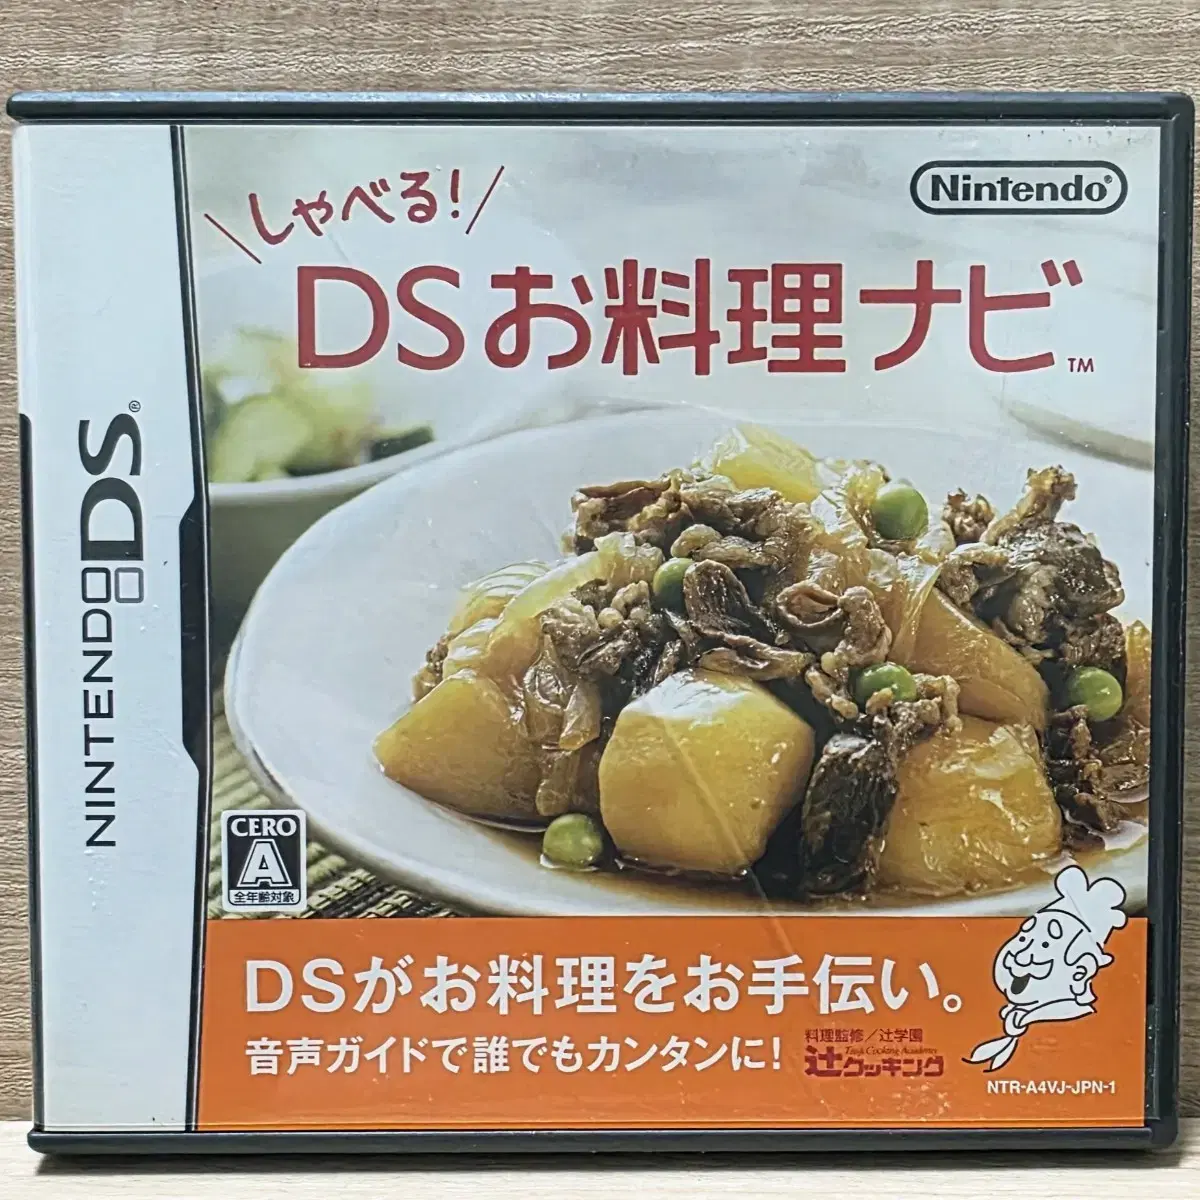 しゃべる!
Nintendo®
DSお料理ナビ™
NINTENDO DS®
CERO
A
全年齢対象
DSがお料理をお手伝い。
音声ガイドで誰でもカンタンに!
料理監修/辻学園
Tsuji Cooking Academy
辻クッキング
NTR-A4VJ-JPN-1